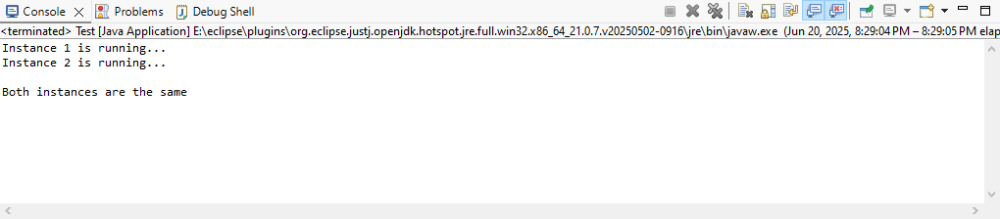 Console Problems Debug Shell
<terminated> Test [Java Application] E:\eclipse\plugins\org.eclipse.justj.openjdk.hotspot.jre.full.win32.x86_64_21.0.7.v20250502-0916\jre\bin\javaw.exe (Jun 20, 2025, 8:29:04 PM – 8:29:05 PM elap
Instance 1 is running...
Instance 2 is running...
Both instances are the same